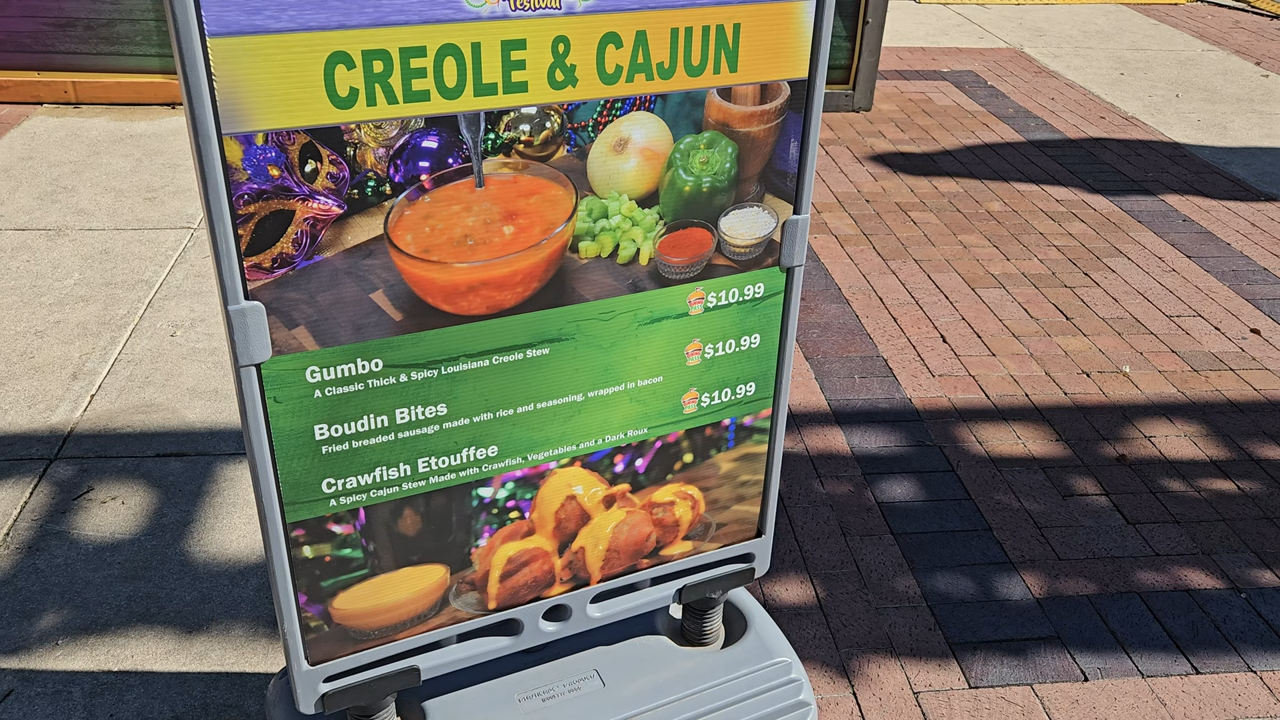 Festival
CREOLE & CAJUN
Gumbo $10.99
A Classic Thick & Spicy Louisiana Creole Stew
Boudin Bites $10.99
Fried breaded sausage made with rice and seasoning, wrapped in bacon
Crawfish Etouffee $10.99
A Spicy Cajun Stew Made with Crawfish, Vegetables and a Dark Roux